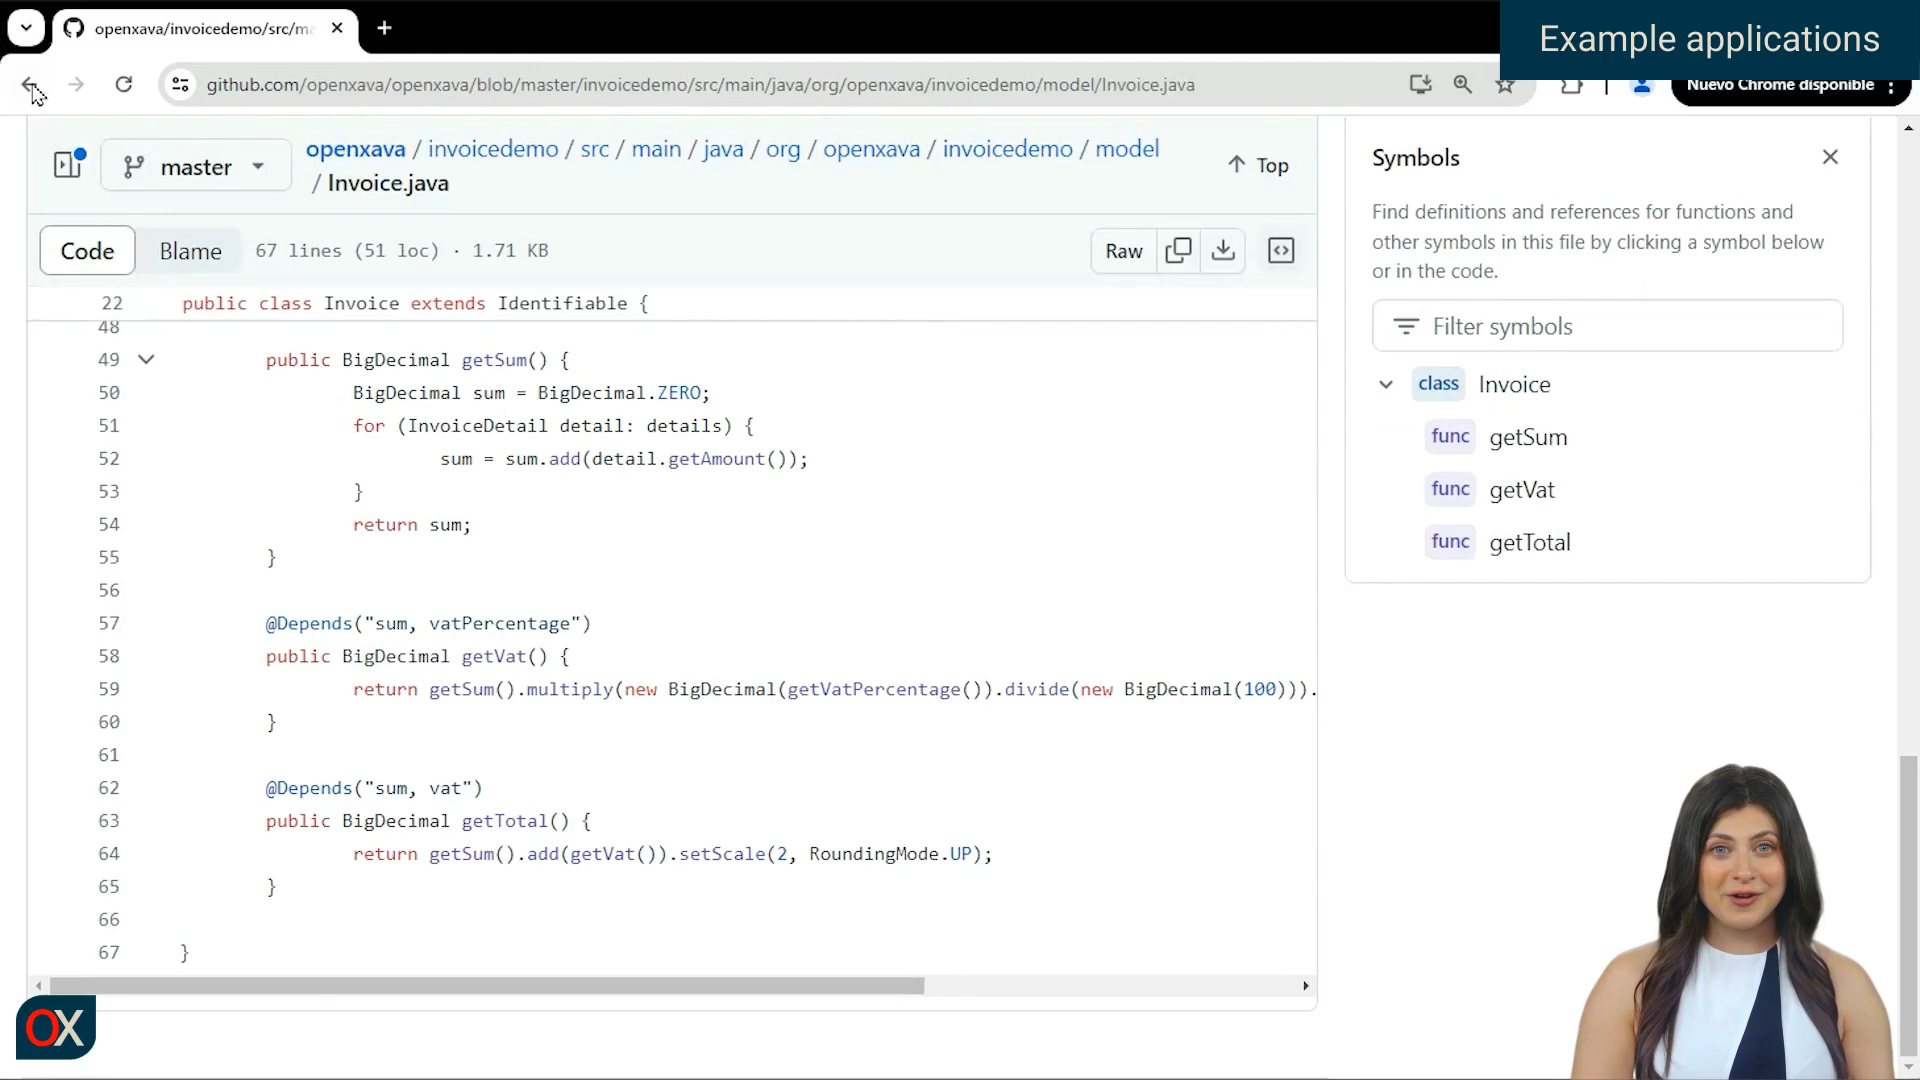 openxava/invoicedemo/src/ma
Example applications
github.com/openxava/openxava/blob/master/invoicedemo/src/main/java/org/openxava/invoicedemo/model/Invoice.java
Nuevo Chrome disponible
master
openxava / invoicedemo / src / main / java / org / openxava / invoicedemo / model
/ Invoice.java
Top
Code
Blame
67 lines (51 loc) · 1.71 KB
Raw
22 public class Invoice extends Identifiable {
48
49 public BigDecimal getSum() {
50 BigDecimal sum = BigDecimal.ZERO;
51 for (InvoiceDetail detail: details) {
52 sum = sum.add(detail.getAmount());
53 }
54 return sum;
55 }
56
57 @Depends("sum, vatPercentage")
58 public BigDecimal getVat() {
59 return getSum().multiply(new BigDecimal(getVatPercentage()).divide(new BigDecimal(100))).
60 }
61
62 @Depends("sum, vat")
63 public BigDecimal getTotal() {
64 return getSum().add(getVat()).setScale(2, RoundingMode.UP);
65 }
66
67 }
Symbols
Find definitions and references for functions and
other symbols in this file by clicking a symbol below
or in the code.
Filter symbols
class Invoice
func getSum
func getVat
func getTotal
OX